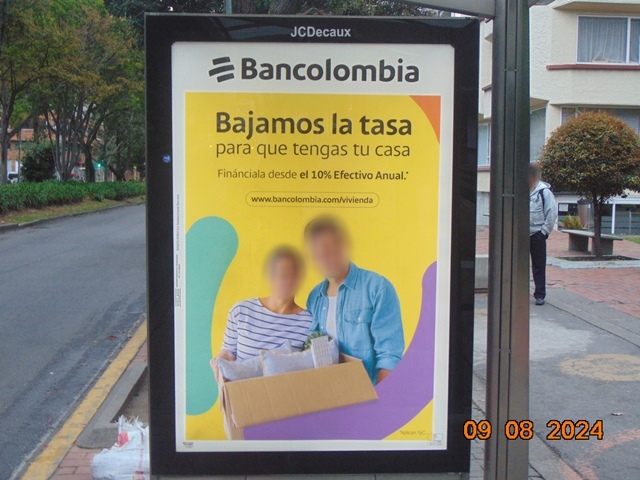 JCDecaux
Bancolombia
Bajamos la tasa
para que tengas tu casa
Finánciala desde el 10% Efectivo Anual.*
www.bancolombia.com/vivienda
09 08 2024